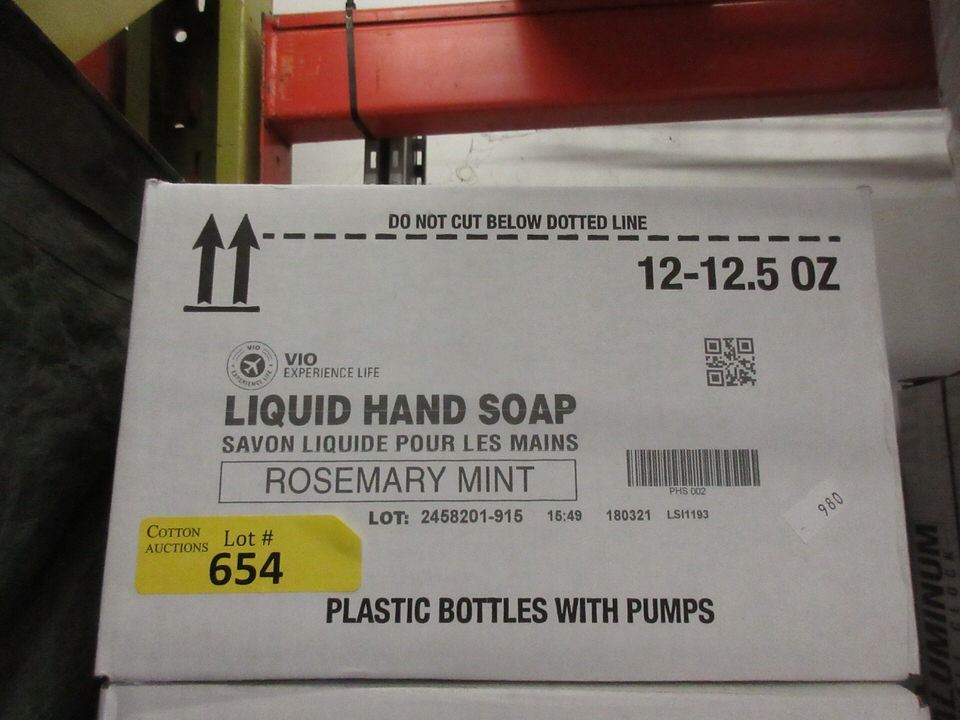 DO NOT CUT BELOW DOTTED LINE
12-12.5 OZ
VIO
EXPERIENCE LIFE
VIO
EXPERIENCE LIFE
LIQUID HAND SOAP
SAVON LIQUIDE POUR LES MAINS
ROSEMARY MINT
PHS 002
LOT: 2458201-915 15:49 180321 LSI1193
980
COTTON AUCTIONS
Lot #
654
PLASTIC BOTTLES WITH PUMPS
ALUMINUM